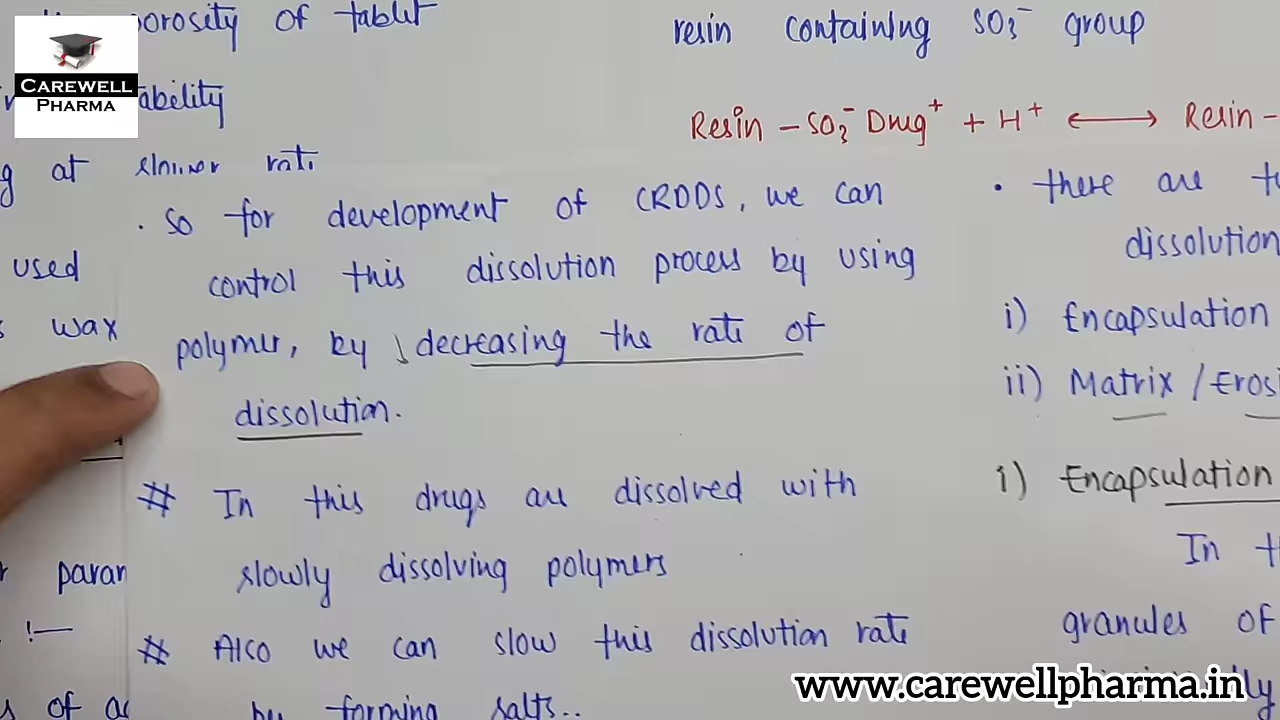 CAREWELL
PHARMA
porosity of tablet
ability
at slower rate
used
wax
param
of
• So for development of CRDDS, we can
control this dissolution process by using
polymer, by ↓ decreasing the rate of
dissolution.
# In this drugs are dissolved with
slowly dissolving polymers
# Also we can slow this dissolution rate
by forming salts..
resin containing SO₃⁻ group
Resin – SO₃⁻ Drug⁺ + H⁺ ⟷ Resin –
• there are
dissolution
i) Encapsulation
ii) Matrix / Eros
i) Encapsulation
In
granules of
www.carewellpharma.in